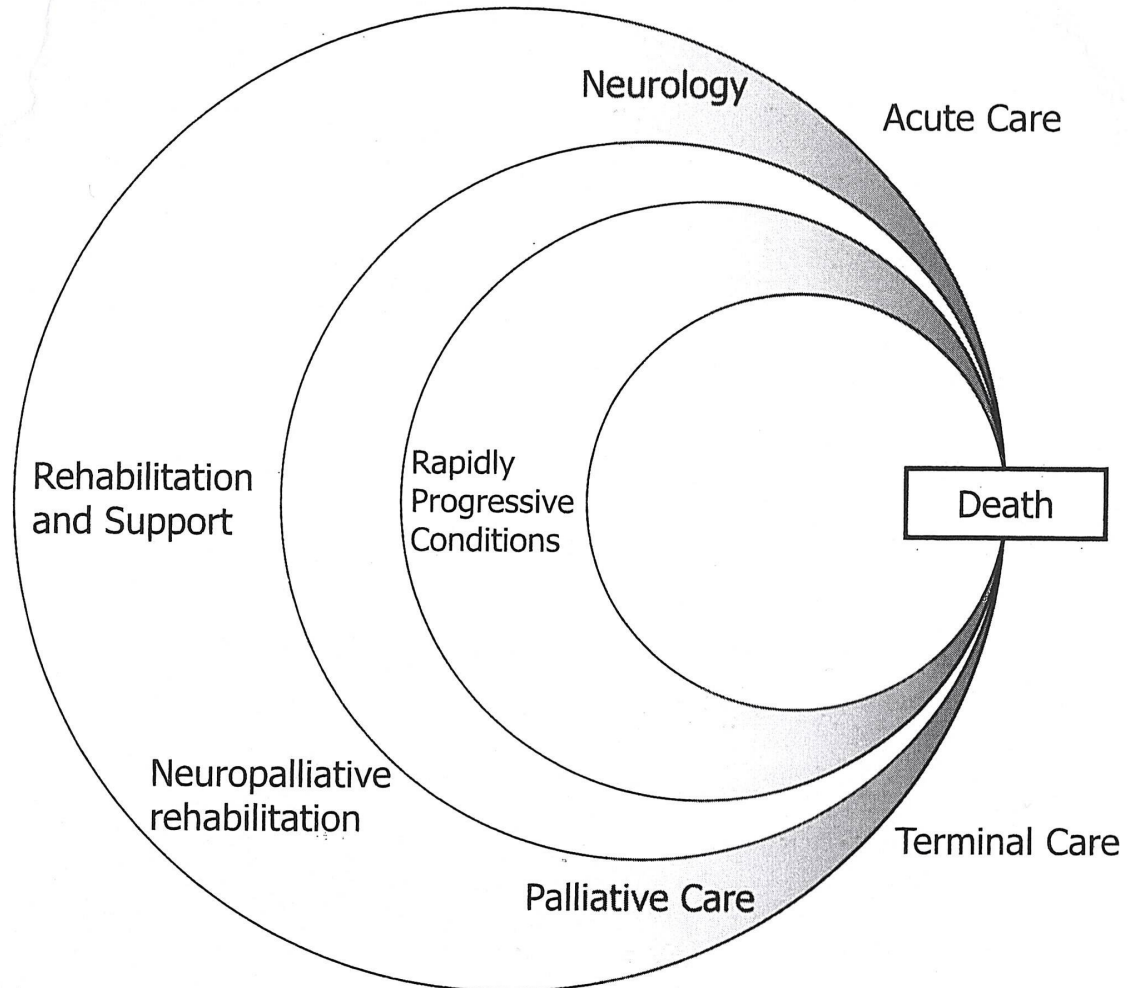 Neurology
Acute Care
Rehabilitation
and Support
Rapidly
Progressive
Conditions
Death
Neuropalliative
rehabilitation
Terminal Care
Palliative Care